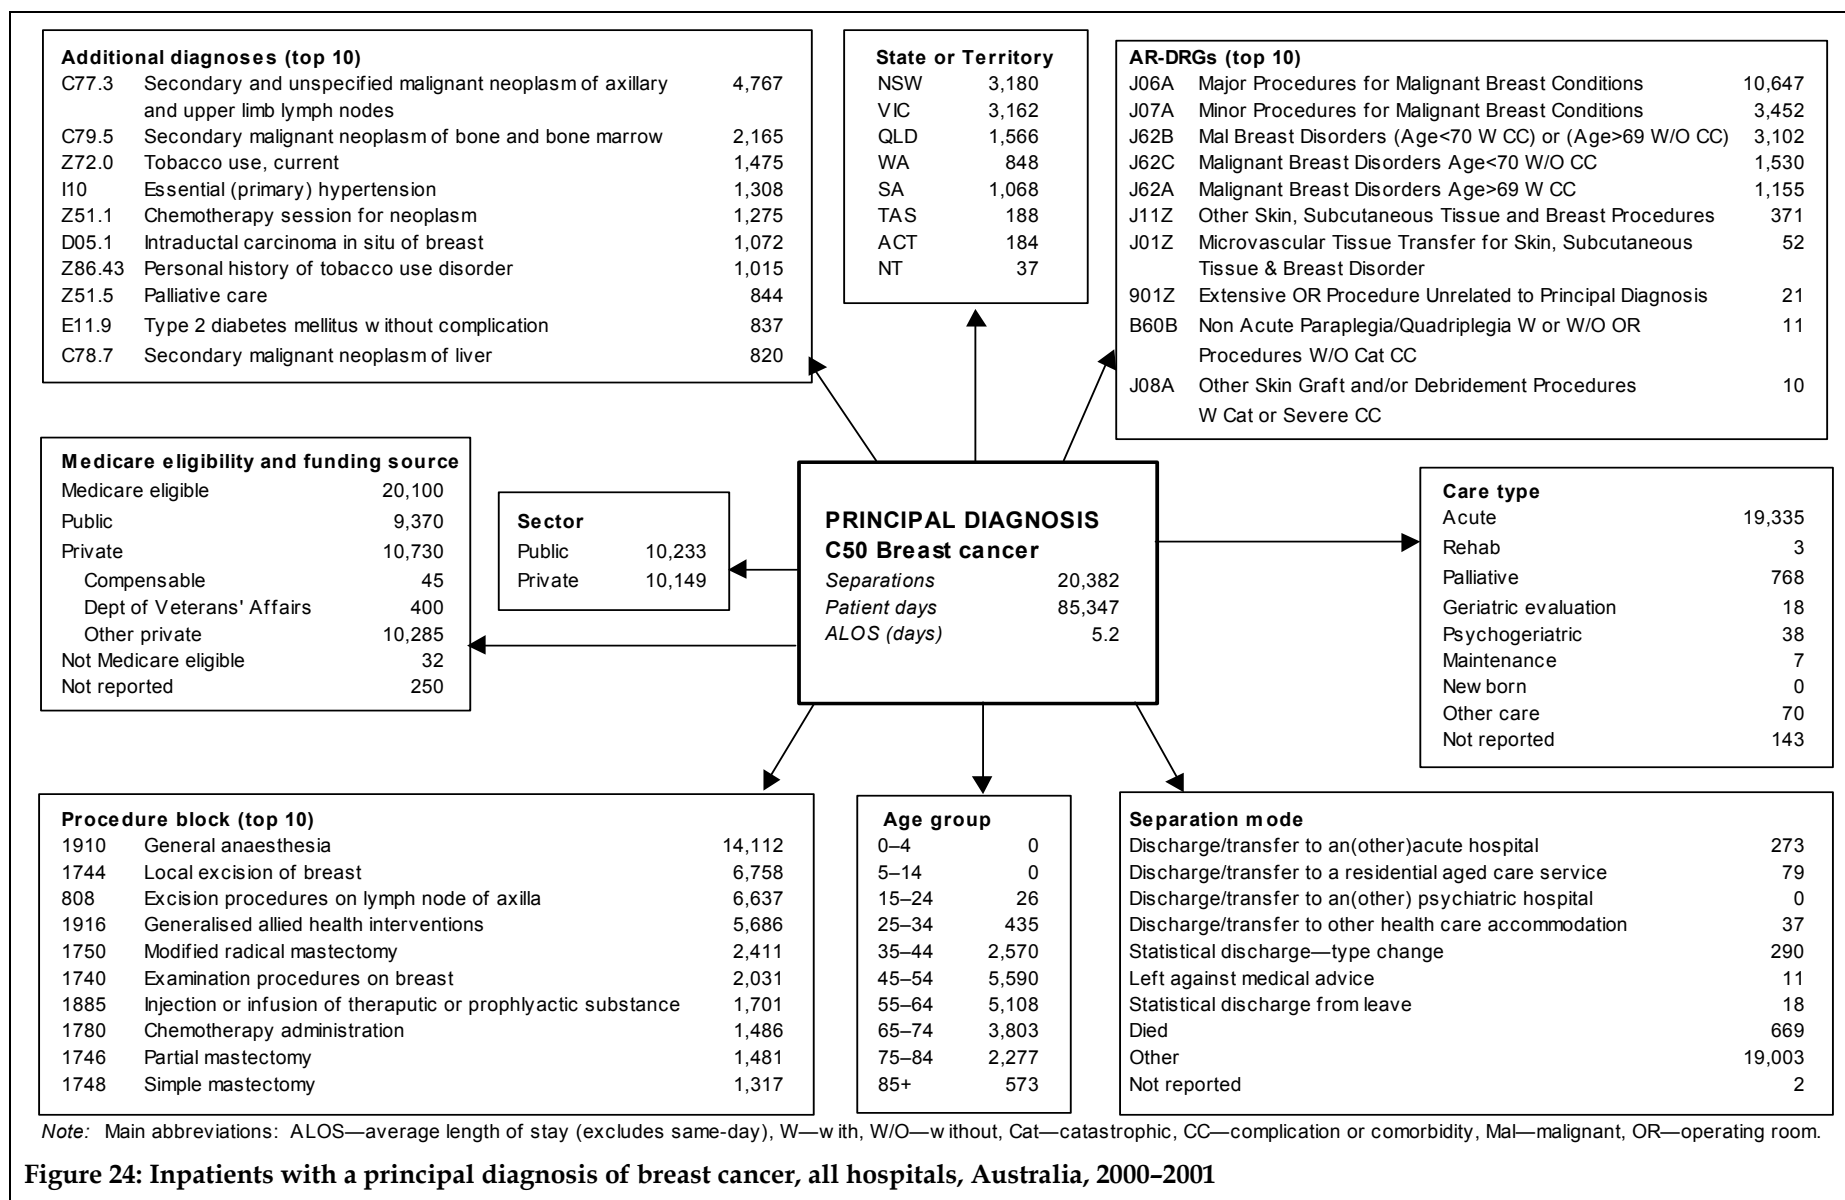 Additional diagnoses (top 10)
C77.3 Secondary and unspecified malignant neoplasm of axillary 4,767
and upper limb lymph nodes
C79.5 Secondary malignant neoplasm of bone and bone marrow 2,165
Z72.0 Tobacco use, current 1,475
I10 Essential (primary) hypertension 1,308
Z51.1 Chemotherapy session for neoplasm 1,275
D05.1 Intraductal carcinoma in situ of breast 1,072
Z86.43 Personal history of tobacco use disorder 1,015
Z51.5 Palliative care 844
E11.9 Type 2 diabetes mellitus without complication 837
C78.7 Secondary malignant neoplasm of liver 820
State or Territory
NSW 3,180
VIC 3,162
QLD 1,566
WA 848
SA 1,068
TAS 188
ACT 184
NT 37
AR-DRGs (top 10)
J06A Major Procedures for Malignant Breast Conditions 10,647
J07A Minor Procedures for Malignant Breast Conditions 3,452
J62B Mal Breast Disorders (Age<70 W CC) or (Age>69 W/O CC) 3,102
J62C Malignant Breast Disorders Age<70 W/O CC 1,530
J62A Malignant Breast Disorders Age>69 W CC 1,155
J11Z Other Skin, Subcutaneous Tissue and Breast Procedures 371
J01Z Microvascular Tissue Transfer for Skin, Subcutaneous 52
Tissue & Breast Disorder
901Z Extensive OR Procedure Unrelated to Principal Diagnosis 21
B60B Non Acute Paraplegia/Quadriplegia W or W/O OR 11
Procedures W/O Cat CC
J08A Other Skin Graft and/or Debridement Procedures 10
W Cat or Severe CC
Medicare eligibility and funding source
Medicare eligible 20,100
Public 9,370
Private 10,730
Compensable 45
Dept of Veterans' Affairs 400
Other private 10,285
Not Medicare eligible 32
Not reported 250
Sector
Public 10,233
Private 10,149
PRINCIPAL DIAGNOSIS
C50 Breast cancer
Separations 20,382
Patient days 85,347
ALOS (days) 5.2
Care type
Acute 19,335
Rehab 3
Palliative 768
Geriatric evaluation 18
Psychogeriatric 38
Maintenance 7
Newborn 0
Other care 70
Not reported 143
Procedure block (top 10)
1910 General anaesthesia 14,112
1744 Local excision of breast 6,758
808 Excision procedures on lymph node of axilla 6,637
1916 Generalised allied health interventions 5,686
1750 Modified radical mastectomy 2,411
1740 Examination procedures on breast 2,031
1885 Injection or infusion of theraputic or prophlyactic substance 1,701
1780 Chemotherapy administration 1,486
1746 Partial mastectomy 1,481
1748 Simple mastectomy 1,317
Age group
0–4 0
5–14 0
15–24 26
25–34 435
35–44 2,570
45–54 5,590
55–64 5,108
65–74 3,803
75–84 2,277
85+ 573
Separation mode
Discharge/transfer to an(other)acute hospital 273
Discharge/transfer to a residential aged care service 79
Discharge/transfer to an(other) psychiatric hospital 0
Discharge/transfer to other health care accommodation 37
Statistical discharge—type change 290
Left against medical advice 11
Statistical discharge from leave 18
Died 669
Other 19,003
Not reported 2
Note: Main abbreviations: ALOS—average length of stay (excludes same-day), W—with, W/O—without, Cat—catastrophic, CC—complication or comorbidity, Mal—malignant, OR—operating room.
Figure 24: Inpatients with a principal diagnosis of breast cancer, all hospitals, Australia, 2000–2001